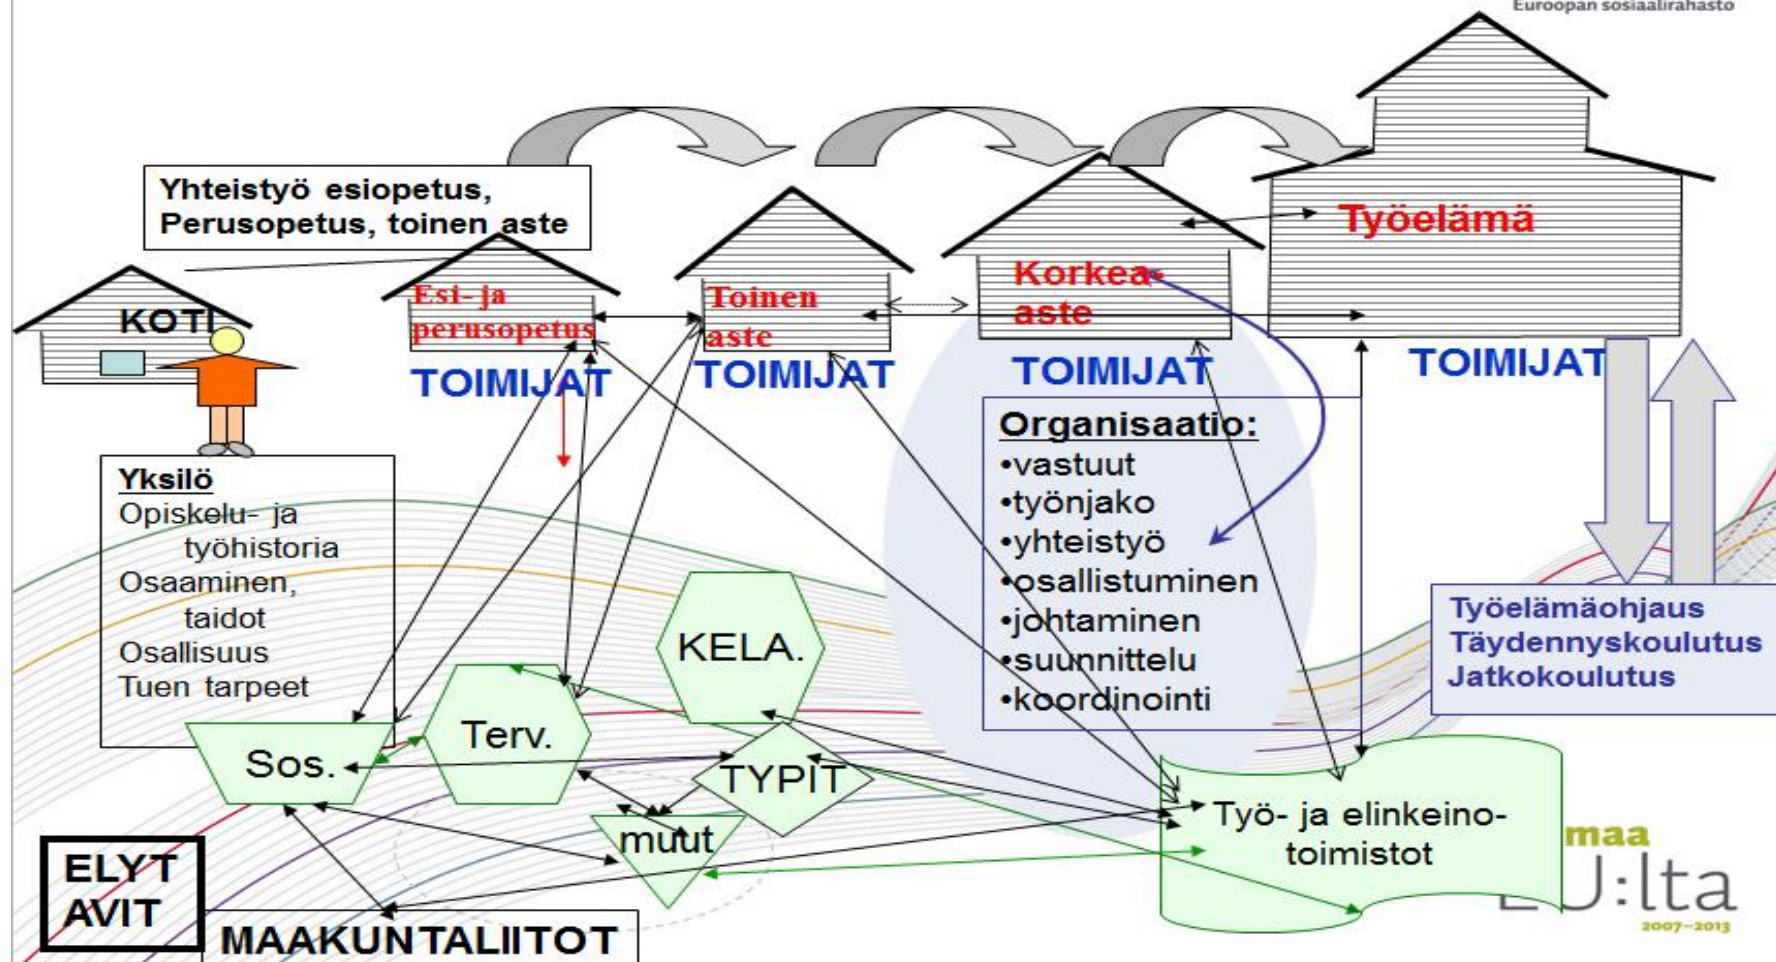 Euroopan sosiaalirahasto
Yhteistyö esiopetus,
Perusopetus, toinen aste
KOTI
Esi- ja
perusopetus
TOIMIJAT
Toinen
aste
TOIMIJAT
Korkea-
aste
TOIMIJAT
Työelämä
TOIMIJAT
Yksilö
Opiskelu- ja
työhistoria
Osaaminen,
taidot
Osallisuus
Tuen tarpeet
Organisaatio:
•vastuut
•työnjako
•yhteistyö
•osallistuminen
•johtaminen
•suunnittelu
•koordinointi
Työelämäohjaus
Täydennyskoulutus
Jatkokoulutus
KELA.
Terv.
Sos.
TYPIT
muut
Työ- ja elinkeino-
toimistot
ELYT
AVIT
MAAKUNTALIITOT
maa
EU:lta
2007–2013